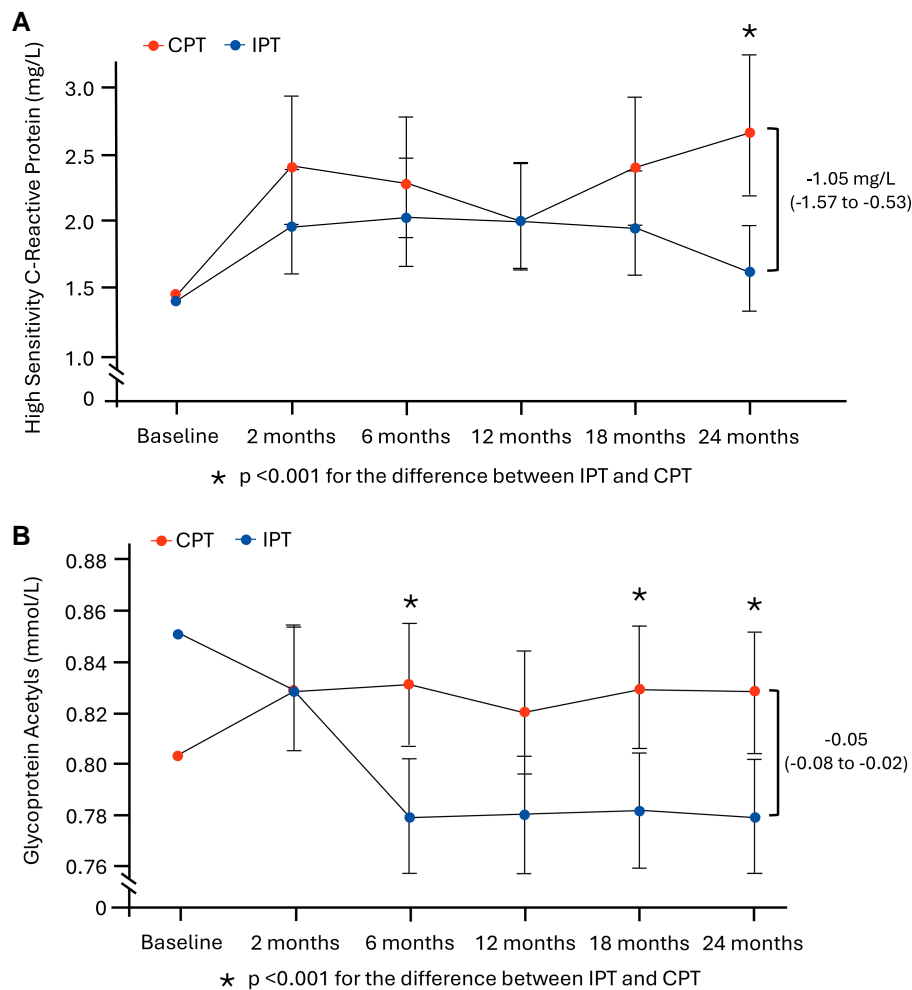 A
CPT IPT
High Sensitivity C-Reactive Protein (mg/L)
3.0
2.5
2.0
1.5
1.0
0
*
-1.05 mg/L
(-1.57 to -0.53)
Baseline 2 months 6 months 12 months 18 months 24 months
* p <0.001 for the difference between IPT and CPT
B
CPT IPT
Glycoprotein Acetyls (mmol/L)
0.88
0.86
0.84
0.82
0.80
0.78
0.76
0
* * *
-0.05
(-0.08 to -0.02)
Baseline 2 months 6 months 12 months 18 months 24 months
* p <0.001 for the difference between IPT and CPT